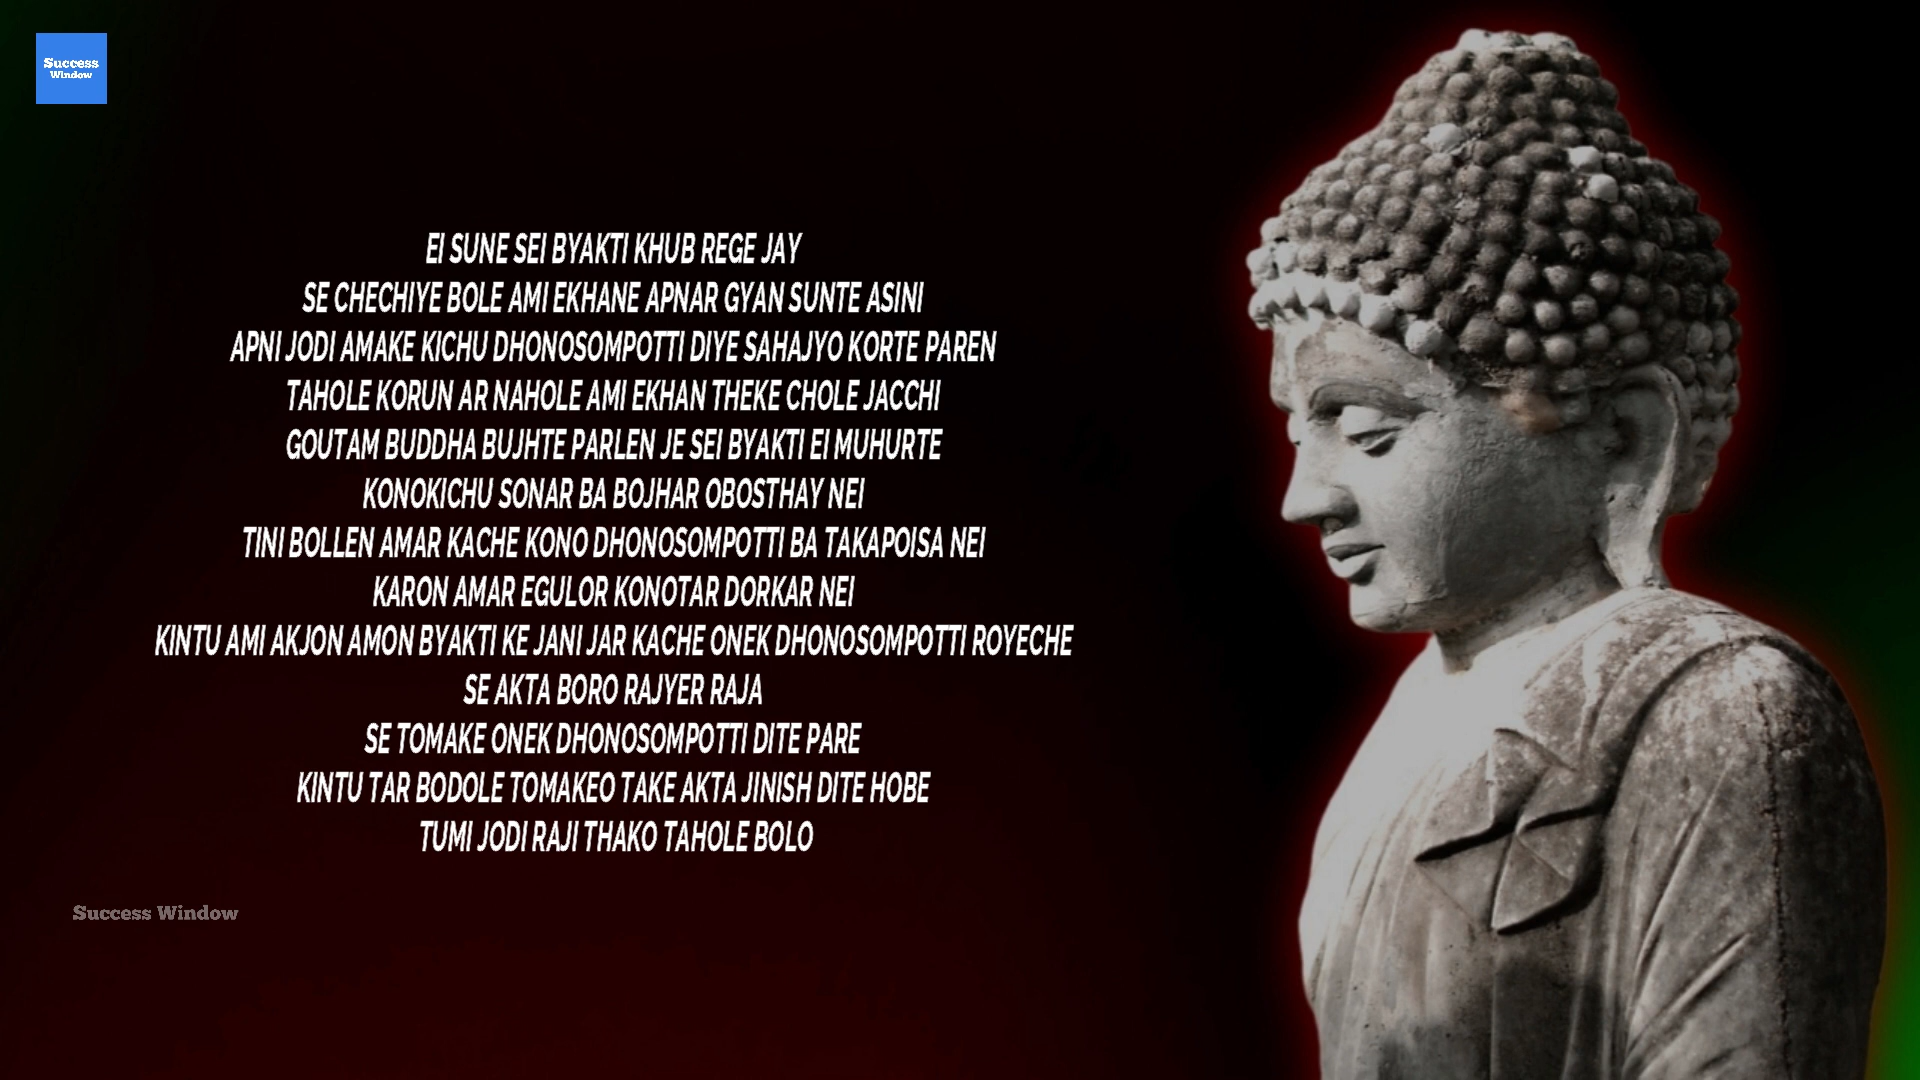 Success
Window
EI SUNE SEI BYAKTI KHUB REGE JAY
SE CHECHIYE BOLE AMI EKHANE APNAR GYAN SUNTE ASINI
APNI JODI AMAKE KICHU DHONOSOMPOTTI DIYE SAHAJYO KORTE PAREN
TAHOLE KORUN AR NAHOLE AMI EKHAN THEKE CHOLE JACCHI
GOUTAM BUDDHA BUJHTE PARLEN JE SEI BYAKTI EI MUHURTE
KONOKICHU SONAR BA BOJHAR OBOSTHAY NEI
TINI BOLLEN AMAR KACHE KONO DHONOSOMPOTTI BA TAKAPOISA NEI
KARON AMAR EGULOR KONOTAR DORKAR NEI
KINTU AMI AKJON AMON BYAKTI KE JANI JAR KACHE ONEK DHONOSOMPOTTI ROYECHE
SE AKTA BORO RAJYER RAJA
SE TOMAKE ONEK DHONOSOMPOTTI DITE PARE
KINTU TAR BODOLE TOMAKEO TAKE AKTA JINISH DITE HOBE
TUMI JODI RAJI THAKO TAHOLE BOLO
Success Window